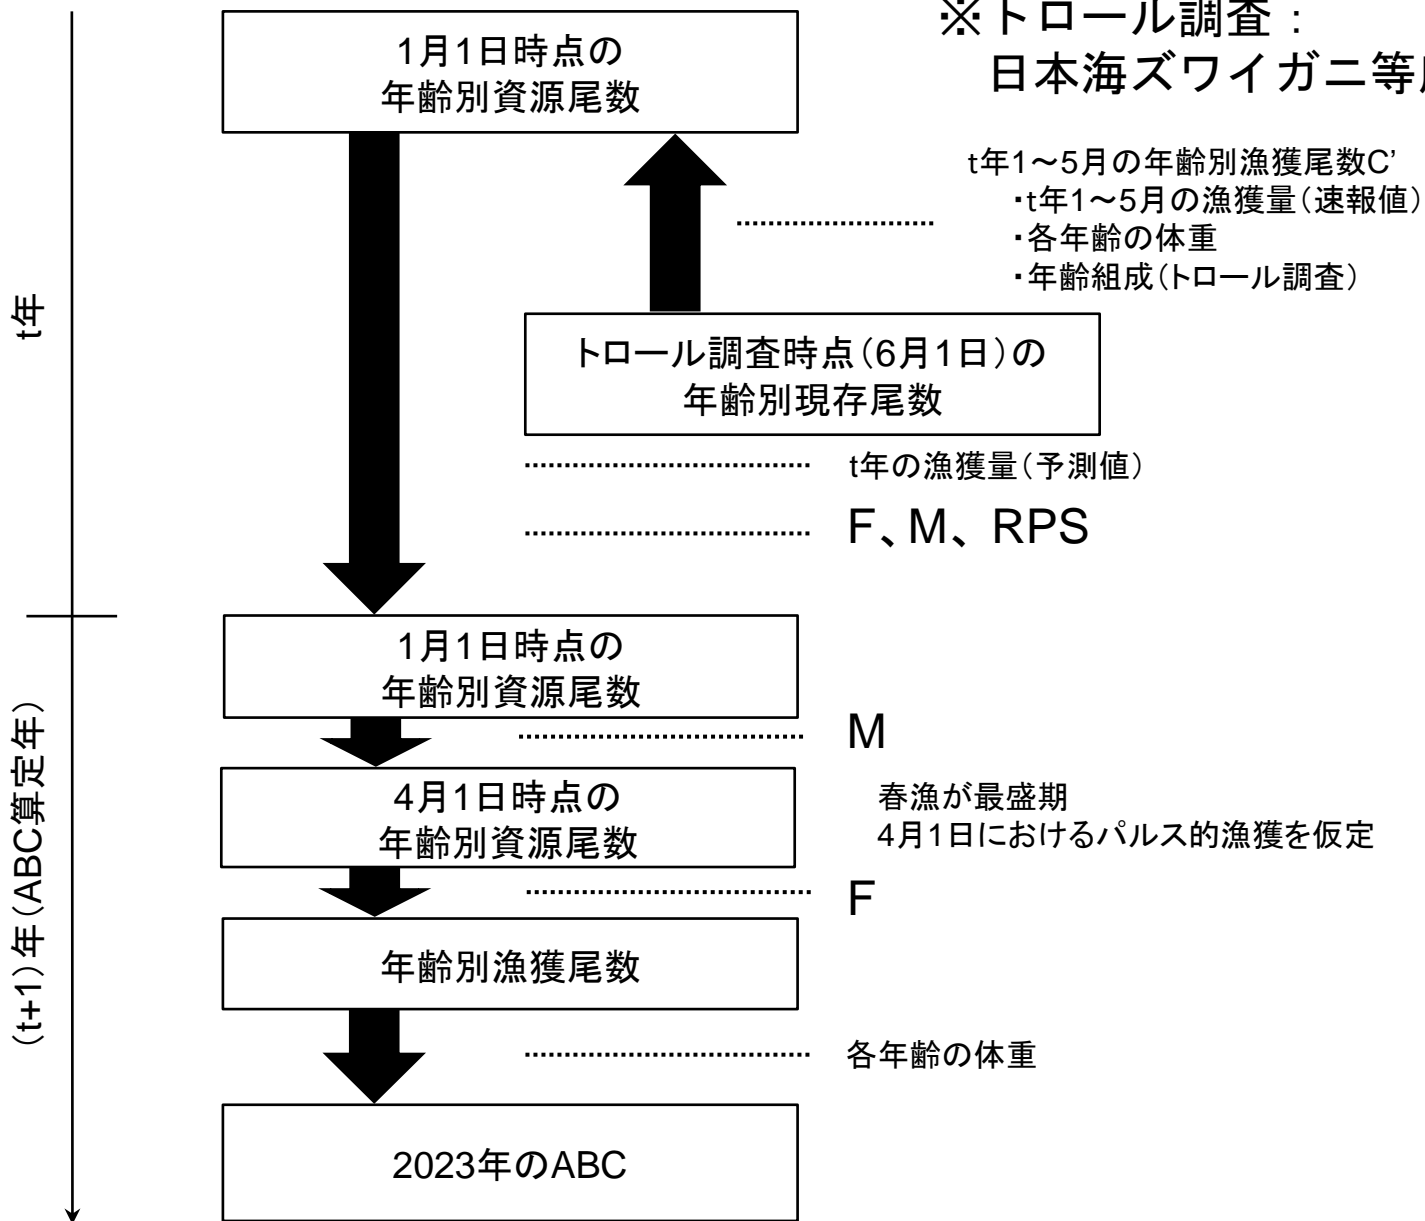 ※トロール調査：
日本海ズワイガニ等
1月1日時点の
年齢別資源尾数
t年1～5月の年齢別漁獲尾数C’
・t年1～5月の漁獲量（速報値）
・各年齢の体重
・年齢組成（トロール調査）
t年
トロール調査時点（6月1日）の
年齢別現存尾数
t年の漁獲量（予測値）
F、M、RPS
1月1日時点の
年齢別資源尾数
M
(t+1)年（ABC算定年）
4月1日時点の
年齢別資源尾数
春漁が最盛期
4月1日におけるパルス的漁獲を仮定
F
年齢別漁獲尾数
各年齢の体重
2023年のABC